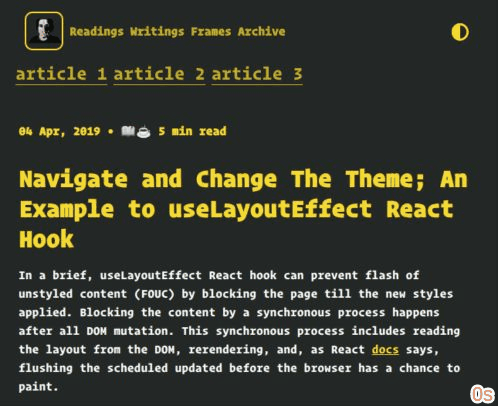 Readings Writings Frames Archive
article 1 article 2 article 3
04 Apr, 2019 • 📖☕ 5 min read
Navigate and Change The Theme; An
Example to useLayoutEffect React
Hook
In a brief, useLayoutEffect React hook can prevent flash of
unstyled content (FOUC) by blocking the page till the new styles
applied. Blocking the content by a synchronous process happens
after all DOM mutation. This synchronous process includes reading
the layout from the DOM, rerendering, and, as React docs says,
flushing the scheduled updated before the browser has a chance to
paint.
0s